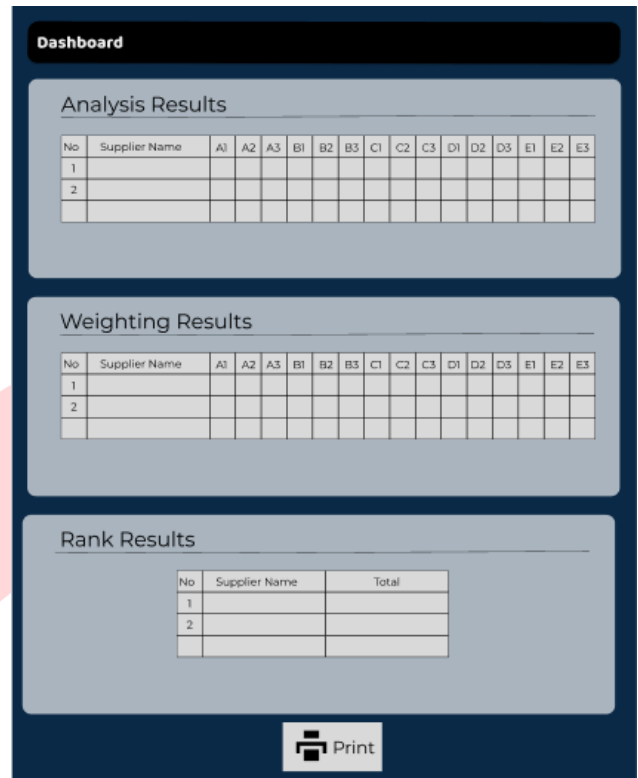 Dashboard
Analysis Results
No Supplier Name A1 A2 A3 B1 B2 B3 C1 C2 C3 D1 D2 D3 E1 E2 E3
1
2
Weighting Results
No Supplier Name A1 A2 A3 B1 B2 B3 C1 C2 C3 D1 D2 D3 E1 E2 E3
1
2
Rank Results
No Supplier Name Total
1
2
Print